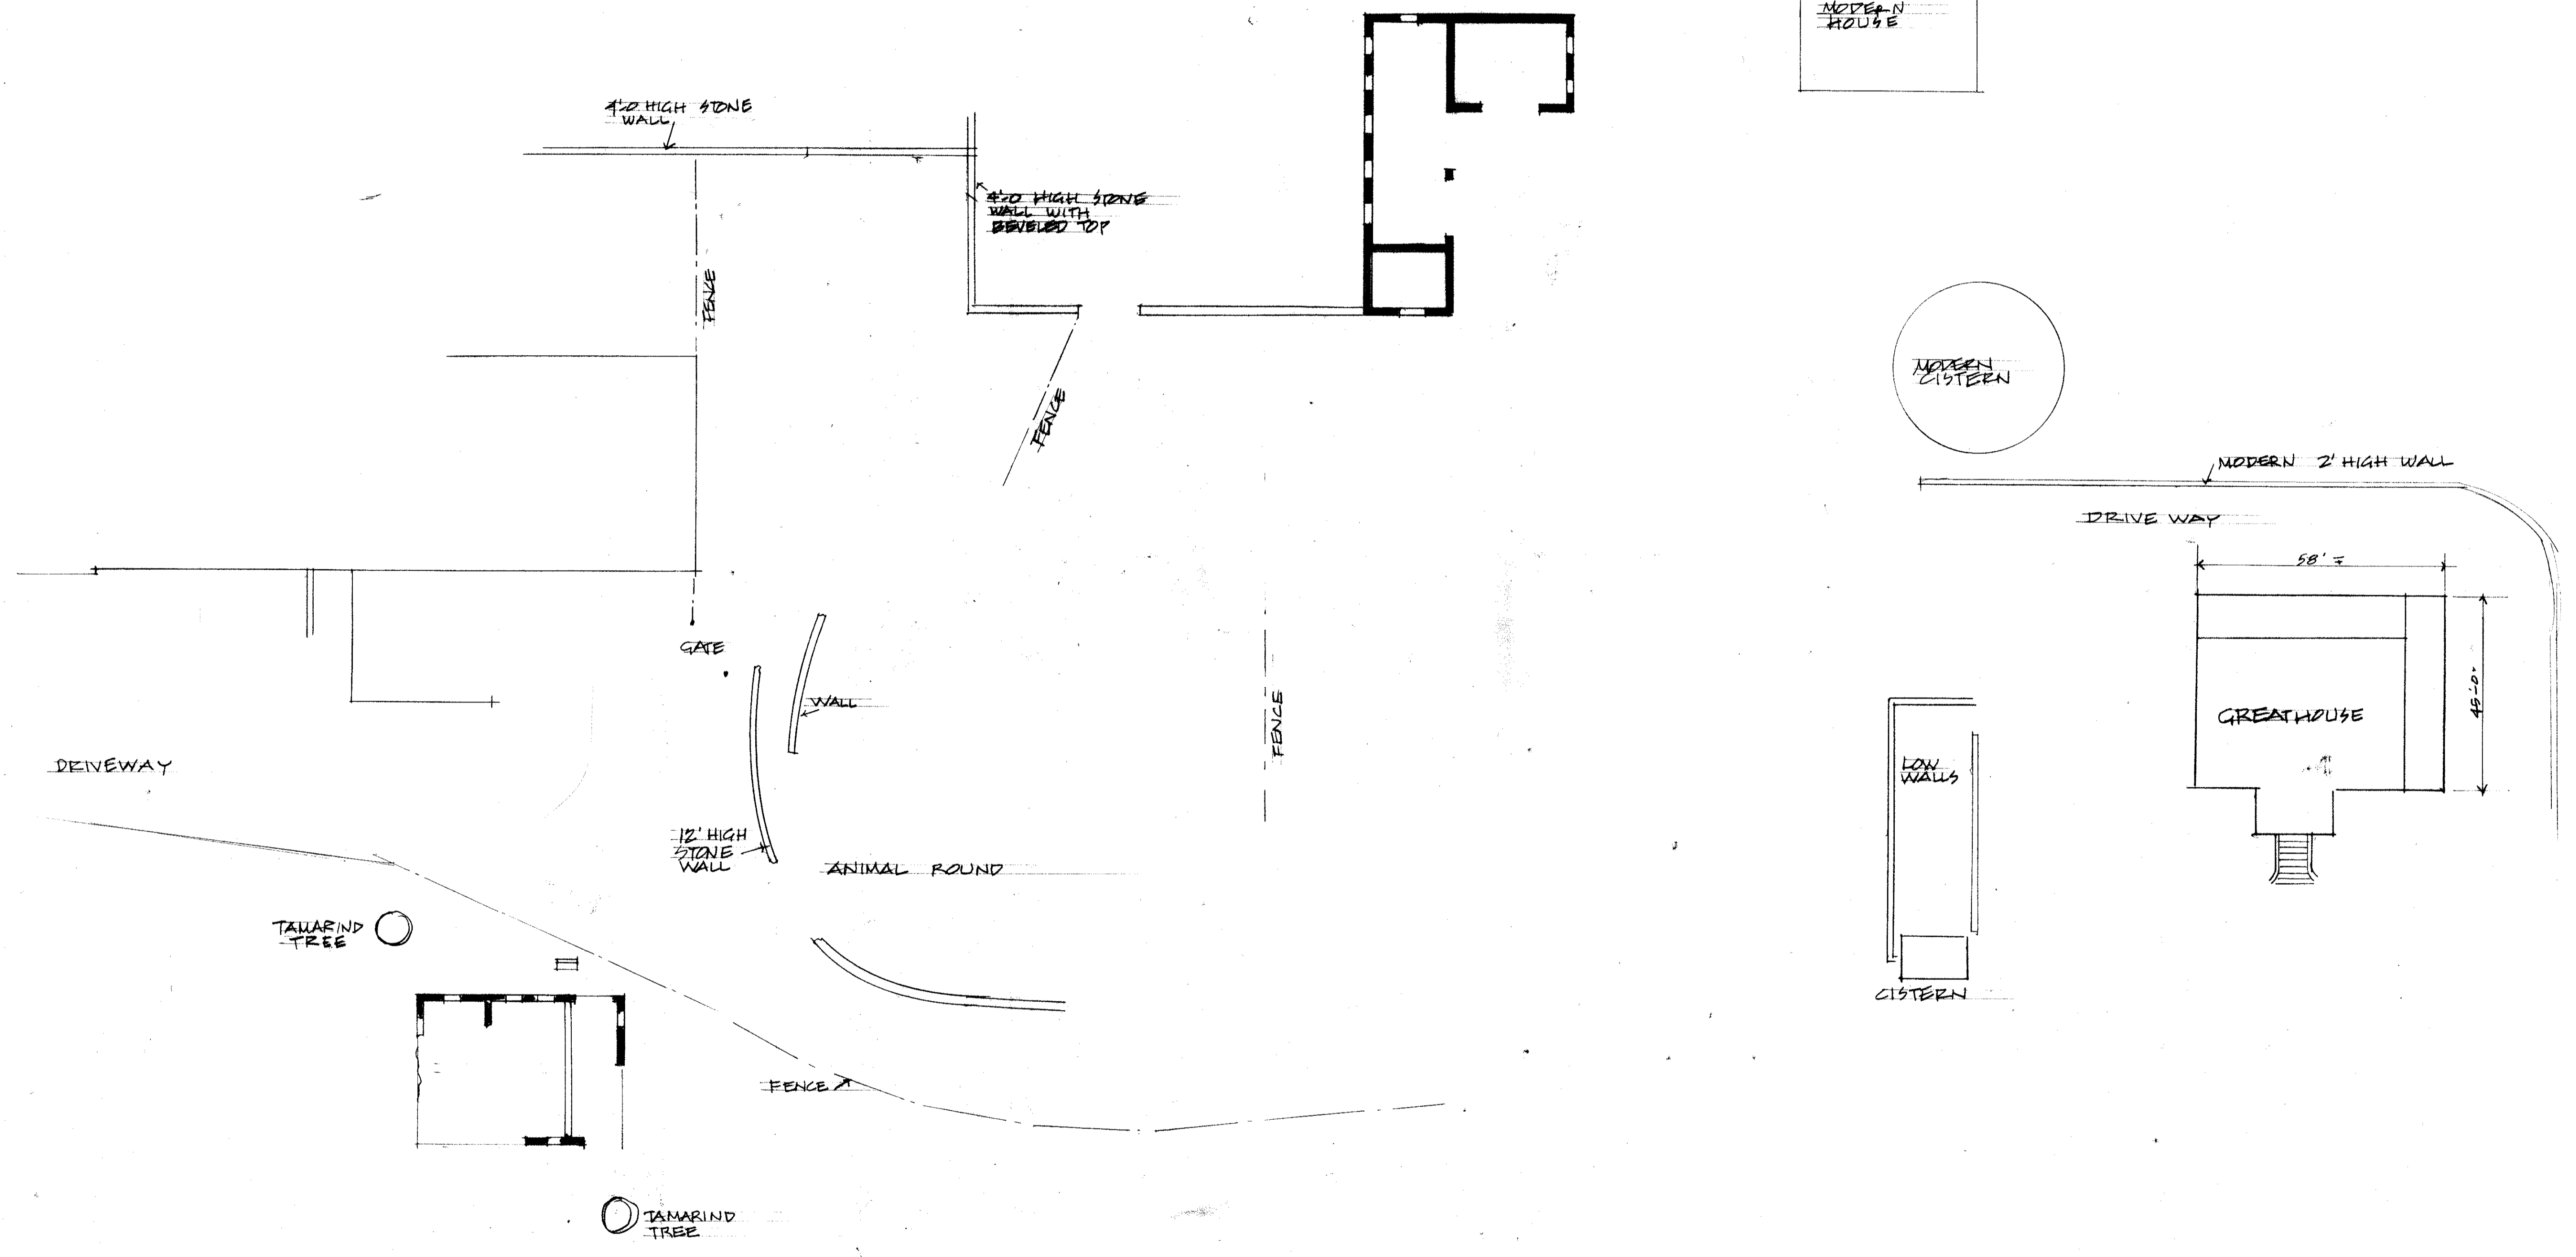 MODERN
HOUSE
4'-0 HIGH STONE
WALL
4'-0 HIGH STONE
WALL WITH
BEVELED TOP
FENCE
FENCE
MODERN
CISTERN
MODERN 2' HIGH WALL
DRIVE WAY
58' ∓
GATE
WALL
FENCE
45'-0"
GREATHOUSE
LOW
WALLS
DRIVEWAY
12' HIGH
STONE
WALL
ANIMAL ROUND
TAMARIND
TREE
CISTERN
FENCE
TAMARIND
TREE